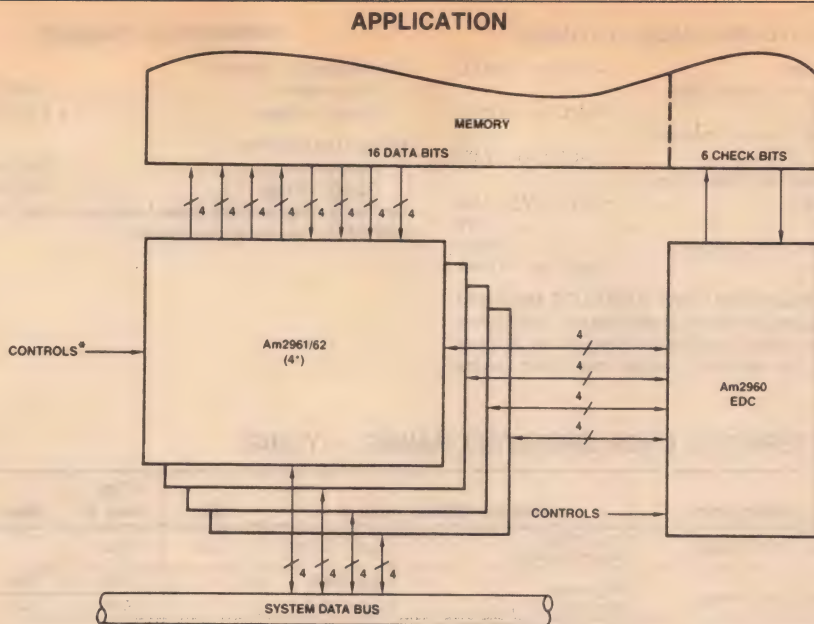 APPLICATION
MEMORY
16 DATA BITS
6 CHECK BITS
4 4 4 4 4 4 4 4
CONTROLS*
Am2961/62
(4*)
4
4
4
4
Am2960
EDC
CONTROLS
4 4 4 4
SYSTEM DATA BUS